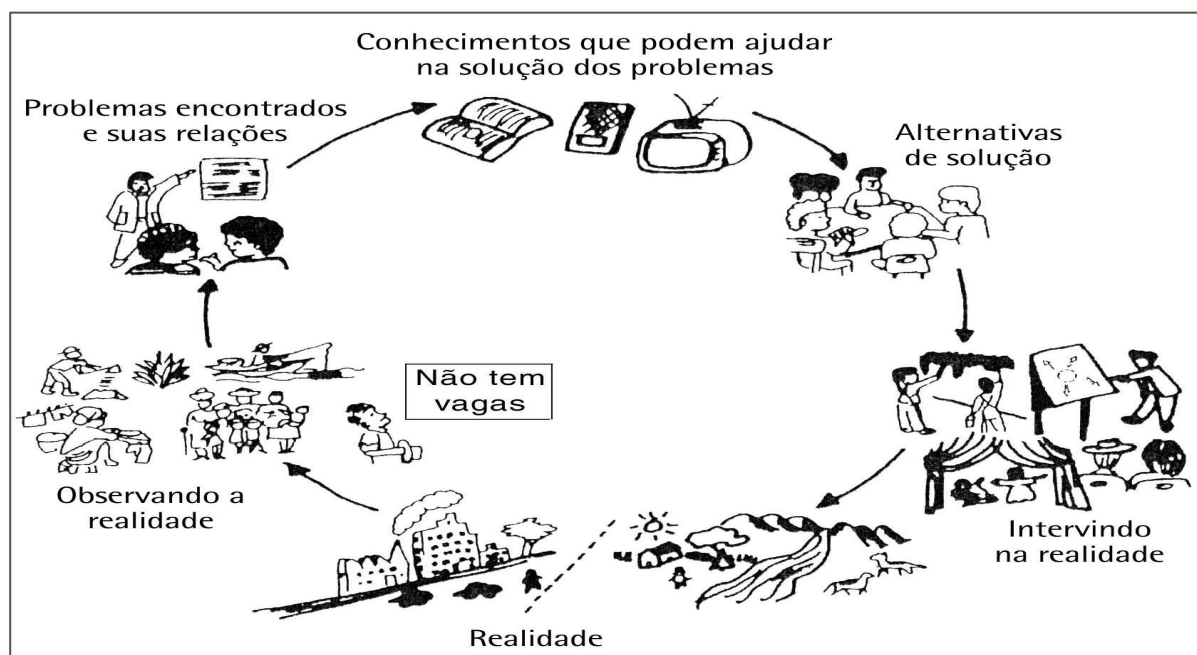 Conhecimentos que podem ajudar
na solução dos problemas
Problemas encontrados
e suas relações
Alternativas
de solução
Não tem
vagas
Observando a
realidade
Intervindo
na realidade
Realidade